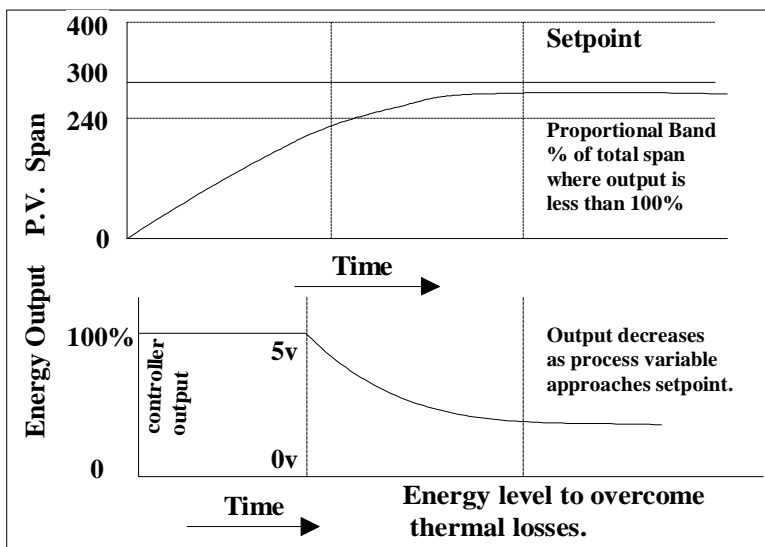 400
Setpoint
300
240
Proportional Band
% of total span
where output is
less than 100%
0
P.V. Span
Time
Energy Output
100%
5v
controller
output
Output decreases
as process variable
approaches setpoint.
0v
0
Time
Energy level to overcome
thermal losses.